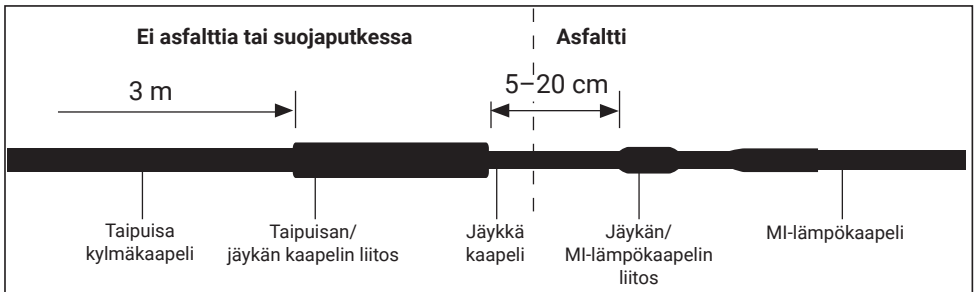 Ei asfalttia tai suojaputkessa
Asfaltti
3 m
5–20 cm
Taipuisa
kylmäkaapeli
Taipuisan/
jäykän kaapelin liitos
Jäykkä
kaapeli
Jäykän/
MI-lämpökaapelin
liitos
MI-lämpökaapeli